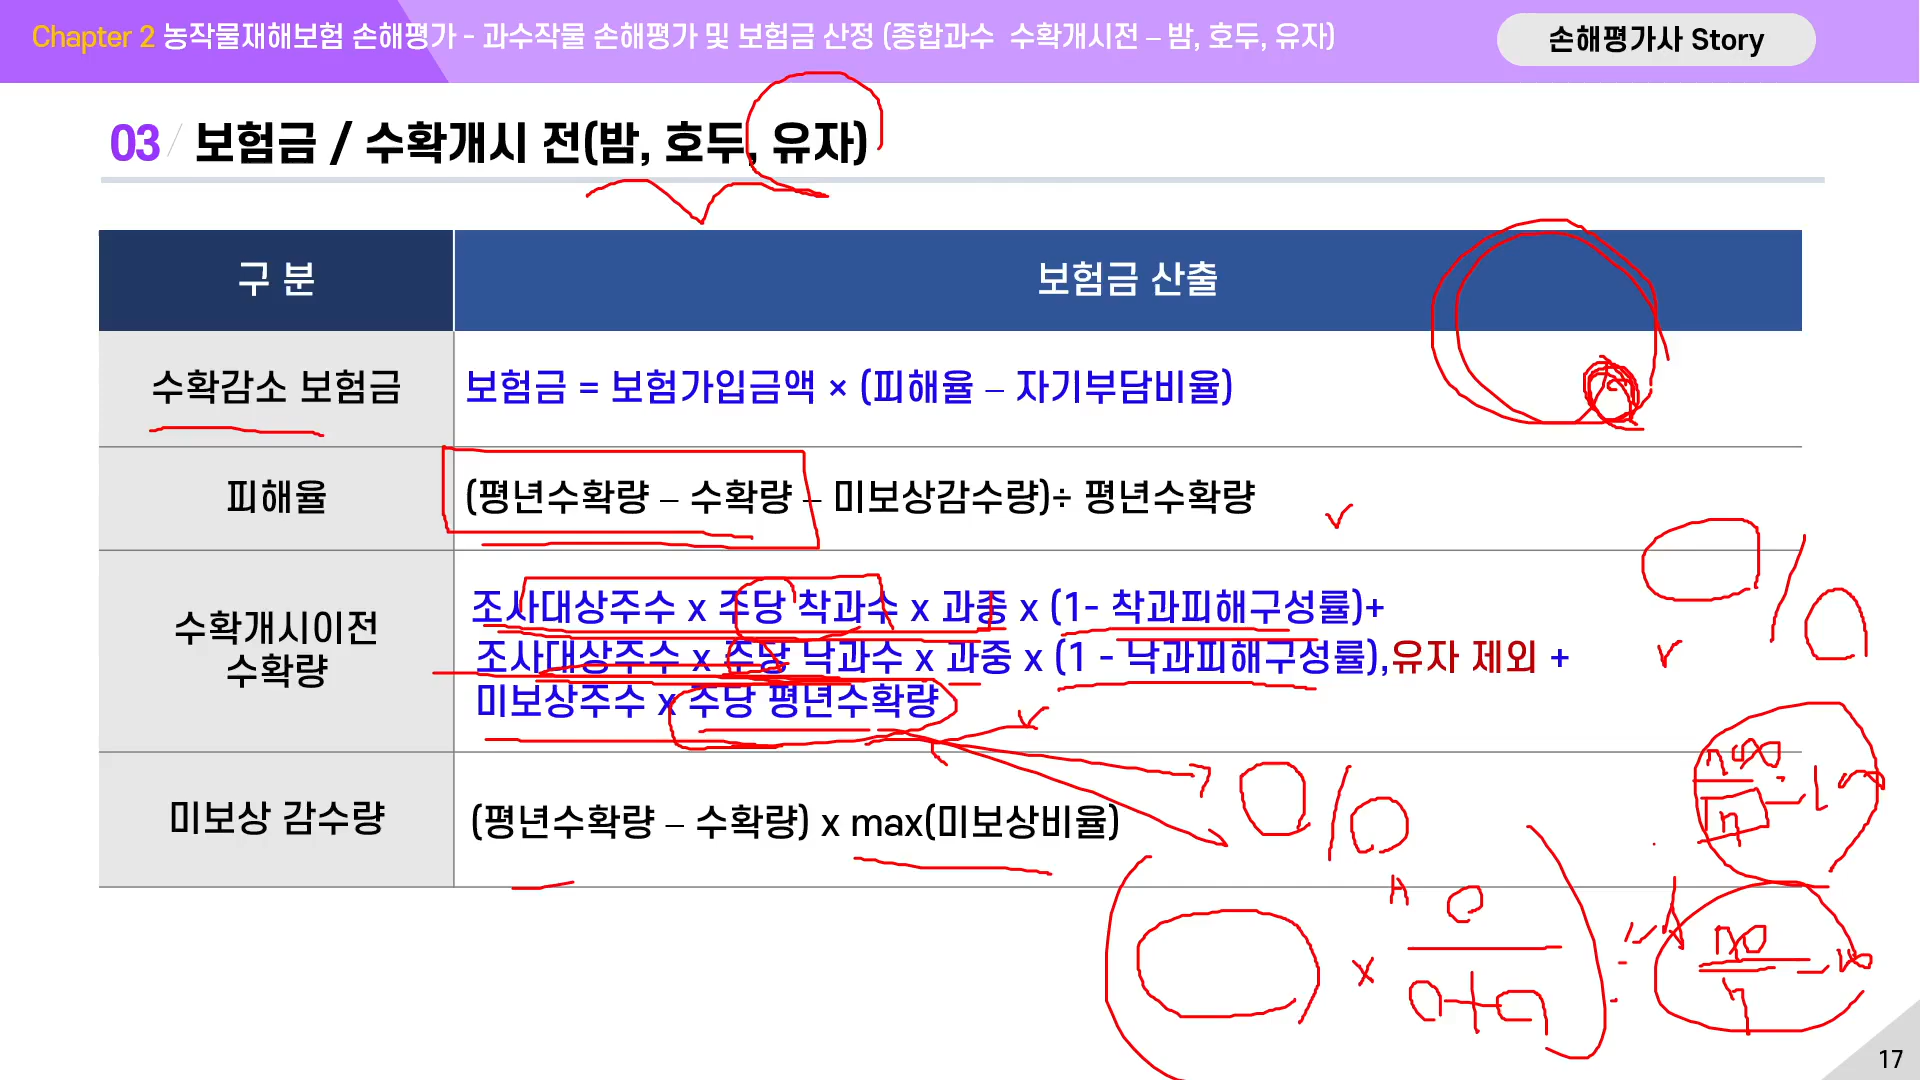 Chapter 2 농작물재해보험 손해평가 - 과수작물 손해평가 및 보험금 산정 (종합과수 수확개시전 – 밤, 호두, 유자)
손해평가사 Story
03 / 보험금 / 수확개시 전(밤, 호두, 유자)
구 분
보험금 산출
수확감소 보험금
보험금 = 보험가입금액 × (피해율 – 자기부담비율)
피해율
(평년수확량 – 수확량 – 미보상감수량)÷ 평년수확량
수확개시이전
수확량
조사대상주수 x 주당 착과수 x 과중 x (1- 착과피해구성률)+
조사대상주수 x 주당 낙과수 x 과중 x (1 - 낙과피해구성률),유자 제외 +
미보상주수 x 주당 평년수확량
미보상 감수량
(평년수확량 – 수확량) x max(미보상비율)
17